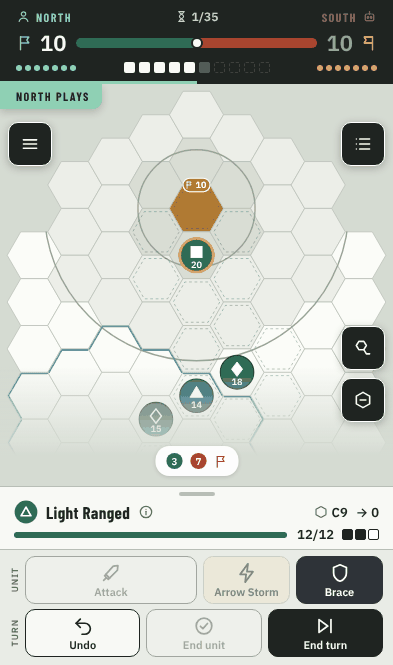 NORTH 1/35 SOUTH
10 10
NORTH PLAYS
10
20
18
14
15
3 7
Light Ranged C9 → 0
12/12
UNIT
Attack Arrow Storm Brace
TURN
Undo End unit End turn